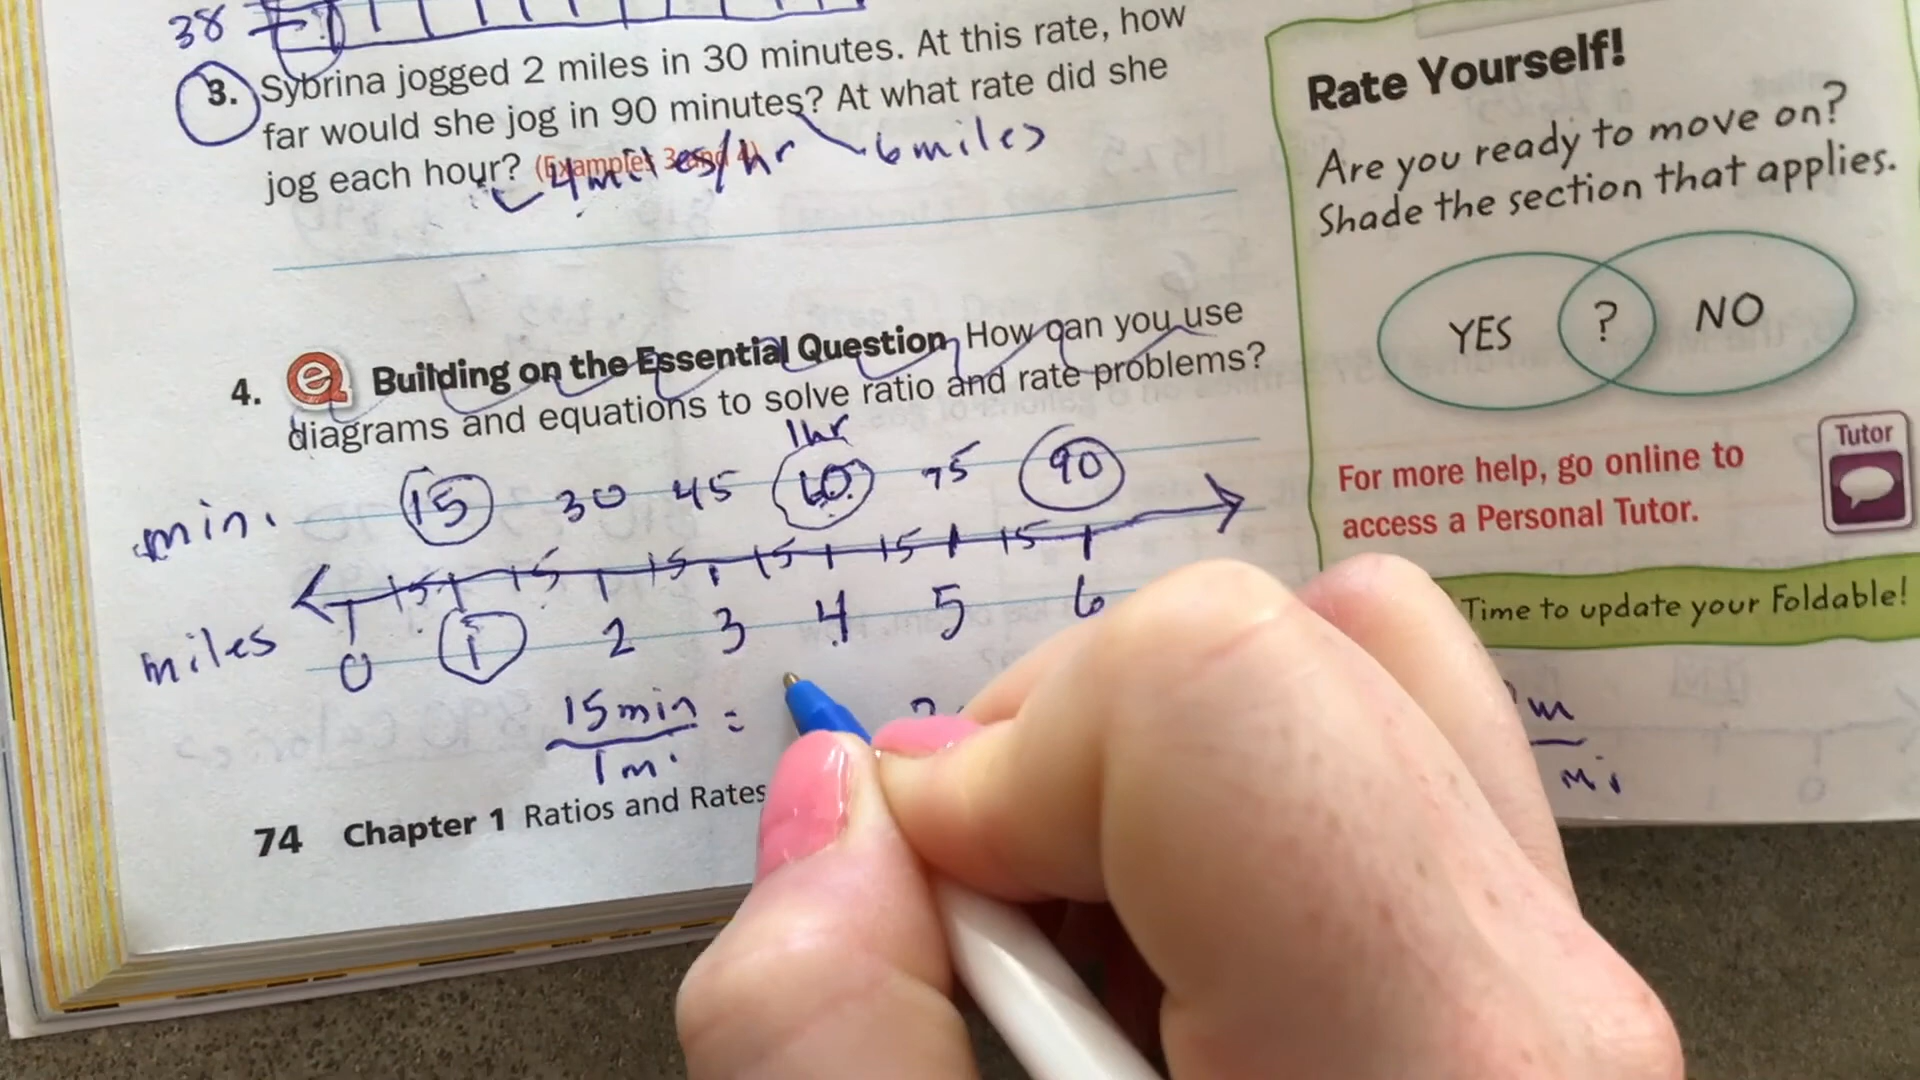 38
3. Sybrina jogged 2 miles in 30 minutes. At this rate, how
far would she jog in 90 minutes? At what rate did she
6 miles
jog each hour? (Examples 3 and 4)
4 miles/hr
4. Building on the Essential Question How can you use
diagrams and equations to solve ratio and rate problems?
1hr
min. 15 30 45 60 75 90
15 15 15 15 15 15
miles 0 1 2 3 4 5 6
15 min =
1 mi
mi
74 Chapter 1 Ratios and Rates
Rate Yourself!
Are you ready to move on?
Shade the section that applies.
YES ? NO
For more help, go online to
access a Personal Tutor.
Tutor
Time to update your Foldable!